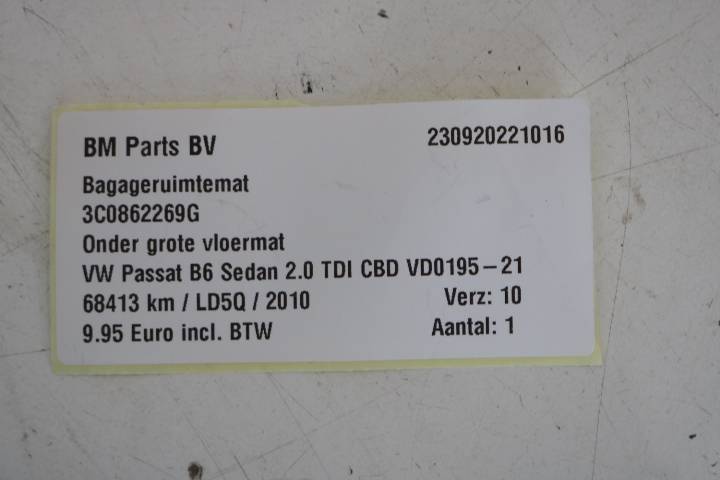 BM Parts BV 230920221016
Bagageruimtemat
3C0862269G
Onder grote vloermat
VW Passat B6 Sedan 2.0 TDI CBD VD0195-21
68413 km / LD5Q / 2010 Verz: 10
9.95 Euro incl. BTW Aantal: 1